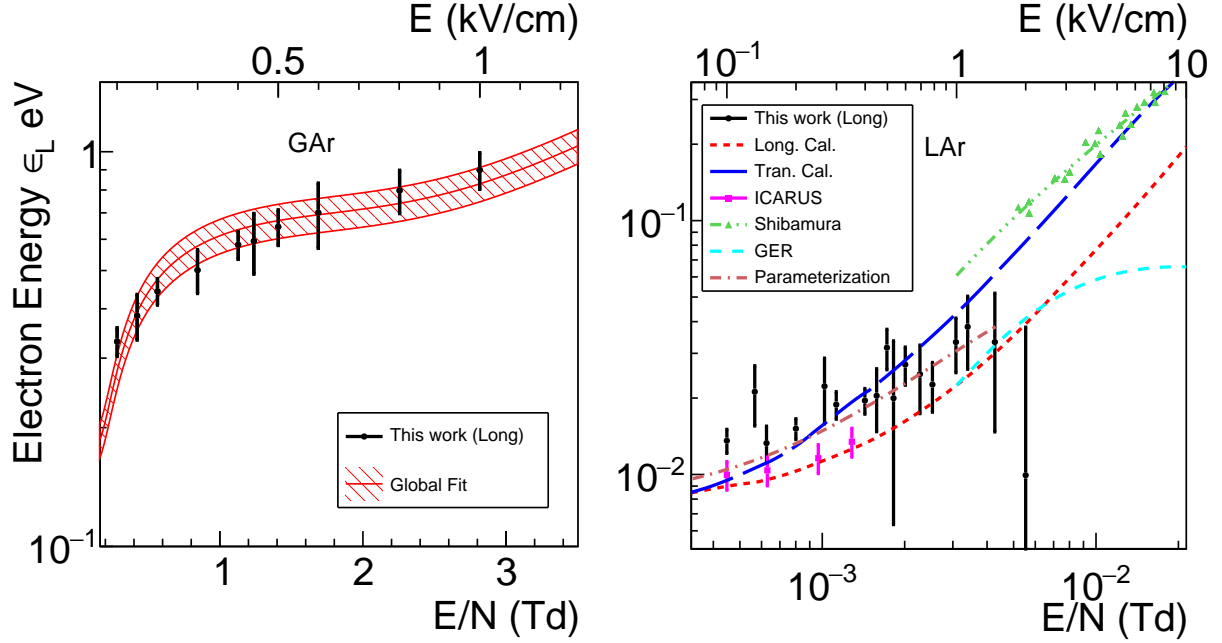 E (kV/cm)
0.5
1
Electron Energy ϵL eV
1
10−1
GAr
This work (Long)
Global Fit
1
2
3
E/N (Td)
E (kV/cm)
10−1
1
10
This work (Long)
Long. Cal.
Tran. Cal.
ICARUS
Shibamura
GER
Parameterization
LAr
10−1
10−2
10−3
10−2
E/N (Td)